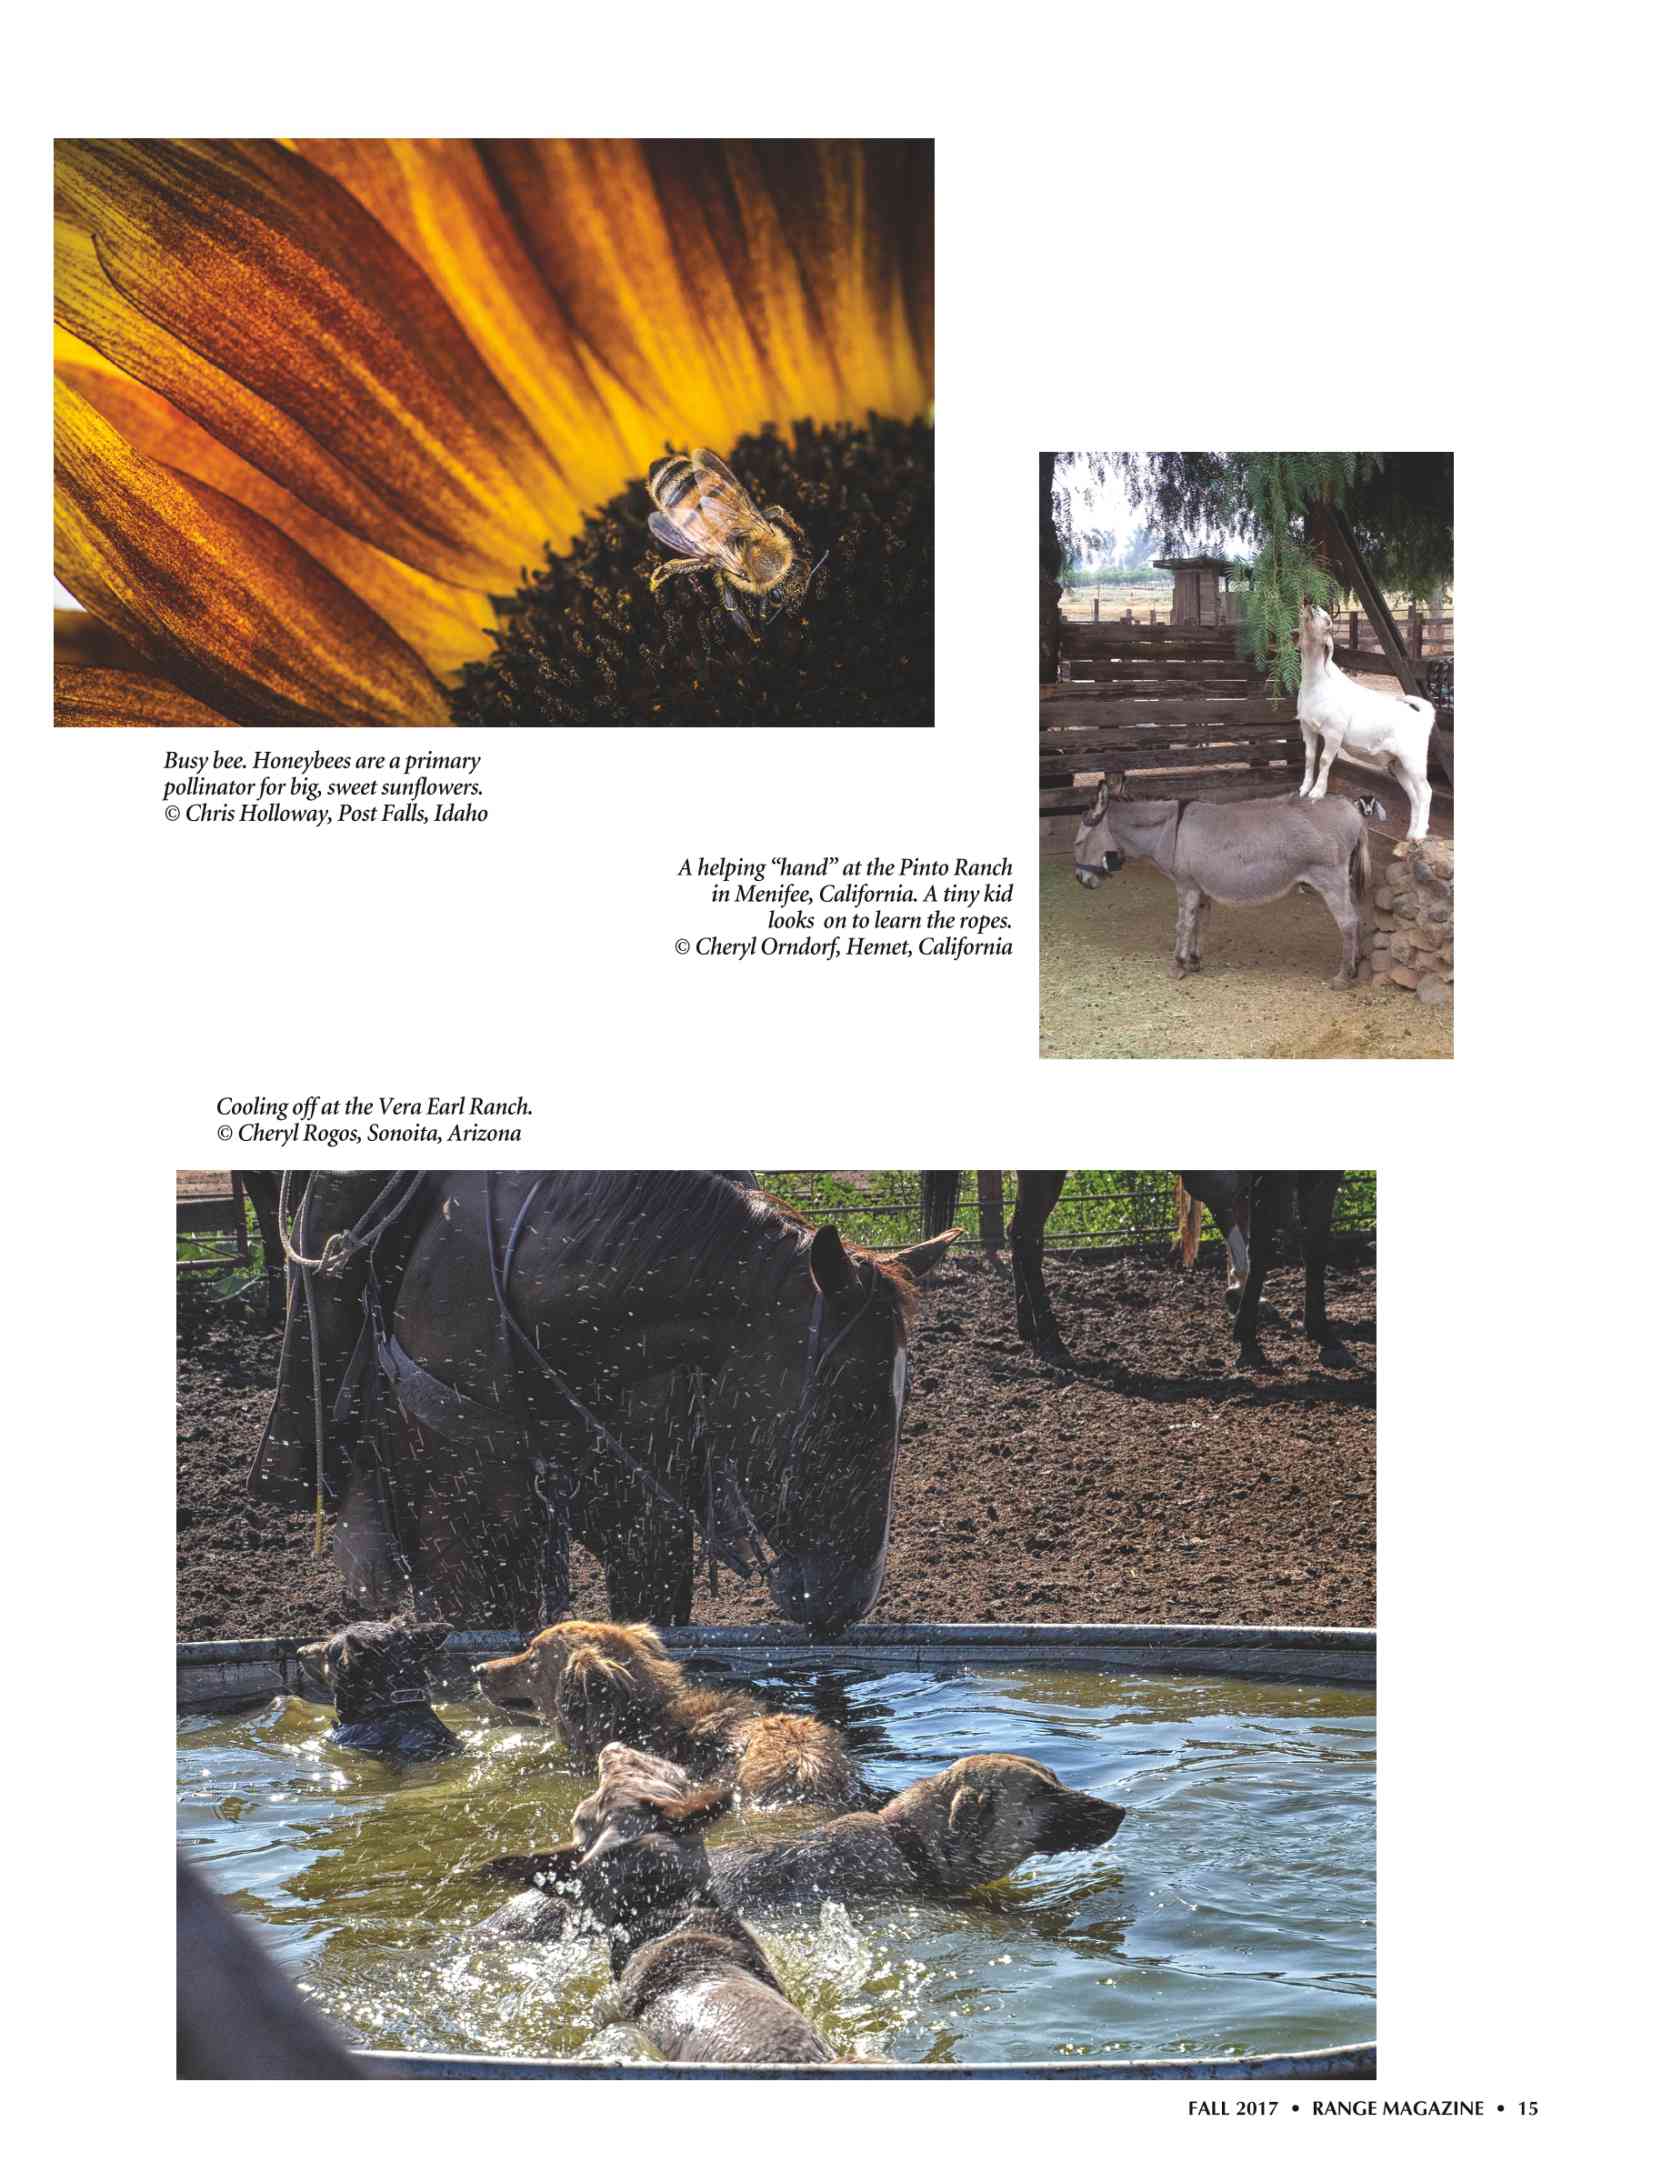 Busy bee. Honeybees are a primary
pollinator for big, sweet sunflowers.
© Chris Holloway, Post Falls, Idaho
A helping “hand” at the Pinto Ranch
in Menifee, California. A tiny kid
looks on to learn the ropes.
© Cheryl Orndorf, Hemet, California
Cooling off at the Vera Earl Ranch.
© Cheryl Rogos, Sonoita, Arizona
FALL 2017 • RANGE MAGAZINE • 15